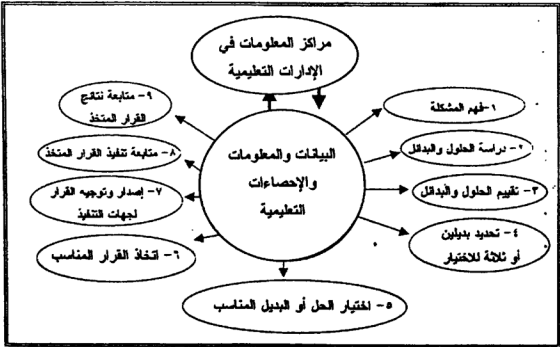 مراكز المعلومات في
الإدارات التعليمية
البيانات والمعلومات
والإحصاءات
التعليمية
١- فهم المشكلة
٢- دراسة الحلول والبدائل
٣- تقييم الحلول والبدائل
٤- تحديد بديلين
أو ثلاثة للاختيار
٥- اختيار الحل أو البديل المناسب
٦- اتخاذ القرار المناسب
٧- إصدار وتوجيه القرار
لجهات التنفيذ
٨- متابعة تنفيذ القرار المتخذ
٩- متابعة نتائج
القرار المتخذ